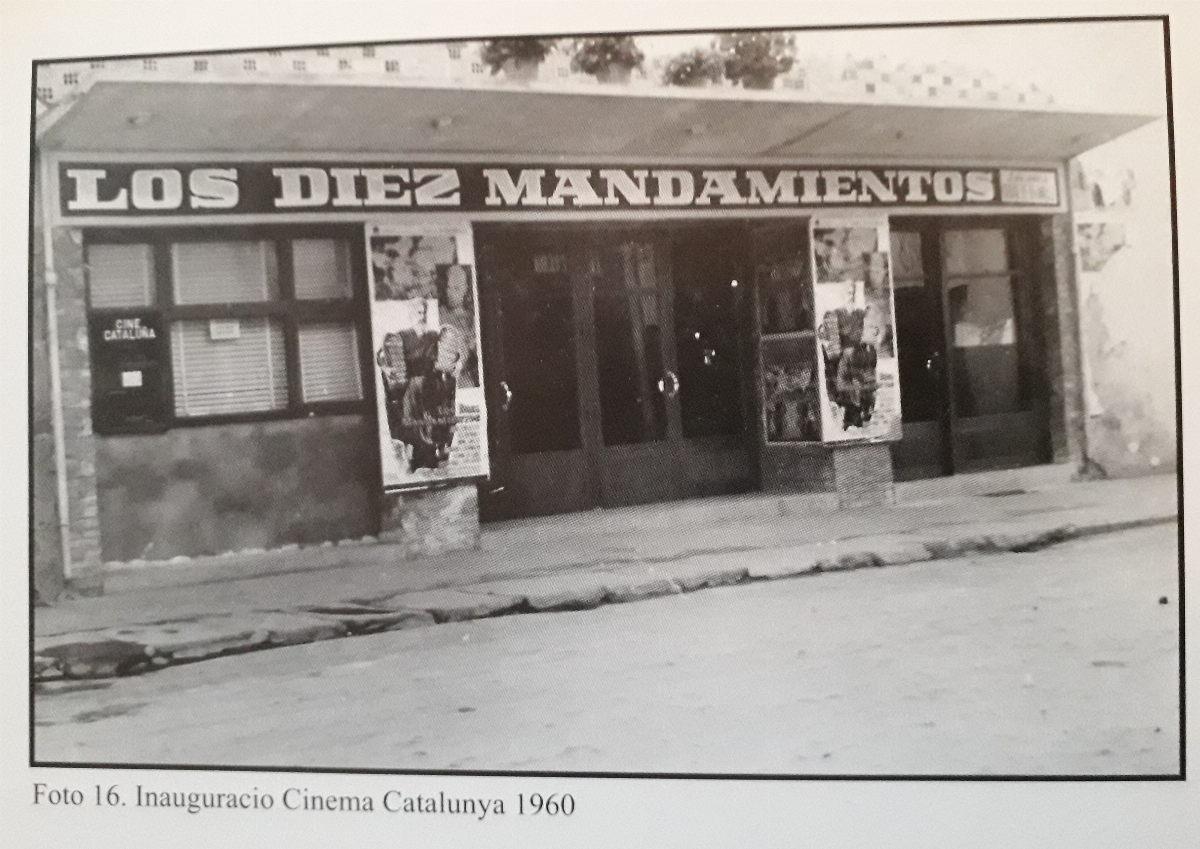 LOS DIEZ MANDAMIENTOS
CINE
CATALUÑA
Foto 16. Inauguracio Cinema Catalunya 1960